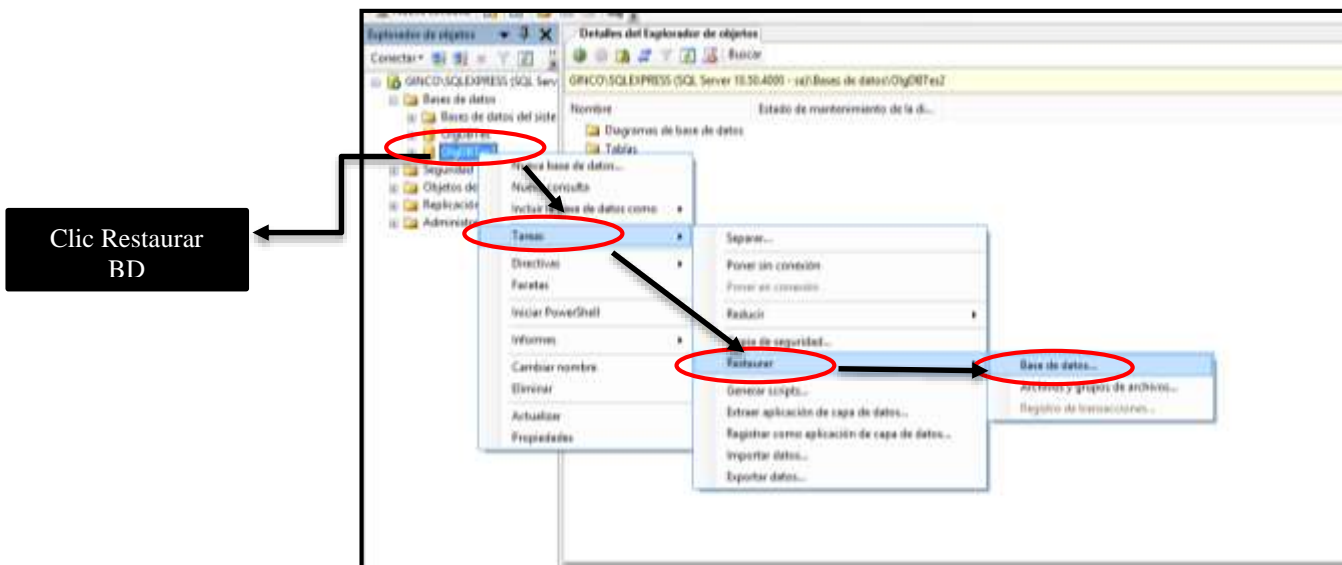 Explorador de objetos
Detalles del Explorador de objetos
Conectar
Buscar
GINCO\SQLEXPRESS (SQL Serv
GINCO\SQLEXPRESS (SQL Server 10.50.4000 - sa)\Bases de datos\OlgDBTes2
Bases de datos
Bases de datos del siste
Nombre
Estado de mantenimiento de la di...
Diagramas de base de datos
Tablas
Seguridad
Objetos de
Replicación
Administra
Nueva base de datos...
Nueva consulta
Incluir la base de datos como
Tareas
Directivas
Facetas
Iniciar PowerShell
Informes
Cambiar nombre
Eliminar
Actualizar
Propiedades
Separar...
Poner sin conexión
Poner en conexión
Reducir
de seguridad...
Restaurar
Generar scripts...
Extraer aplicación de capa de datos...
Registrar como aplicación de capa de datos...
Importar datos...
Exportar datos...
Base de datos...
Archivos y grupos de archivos...
Registro de transacciones...
Clic Restaurar
BD